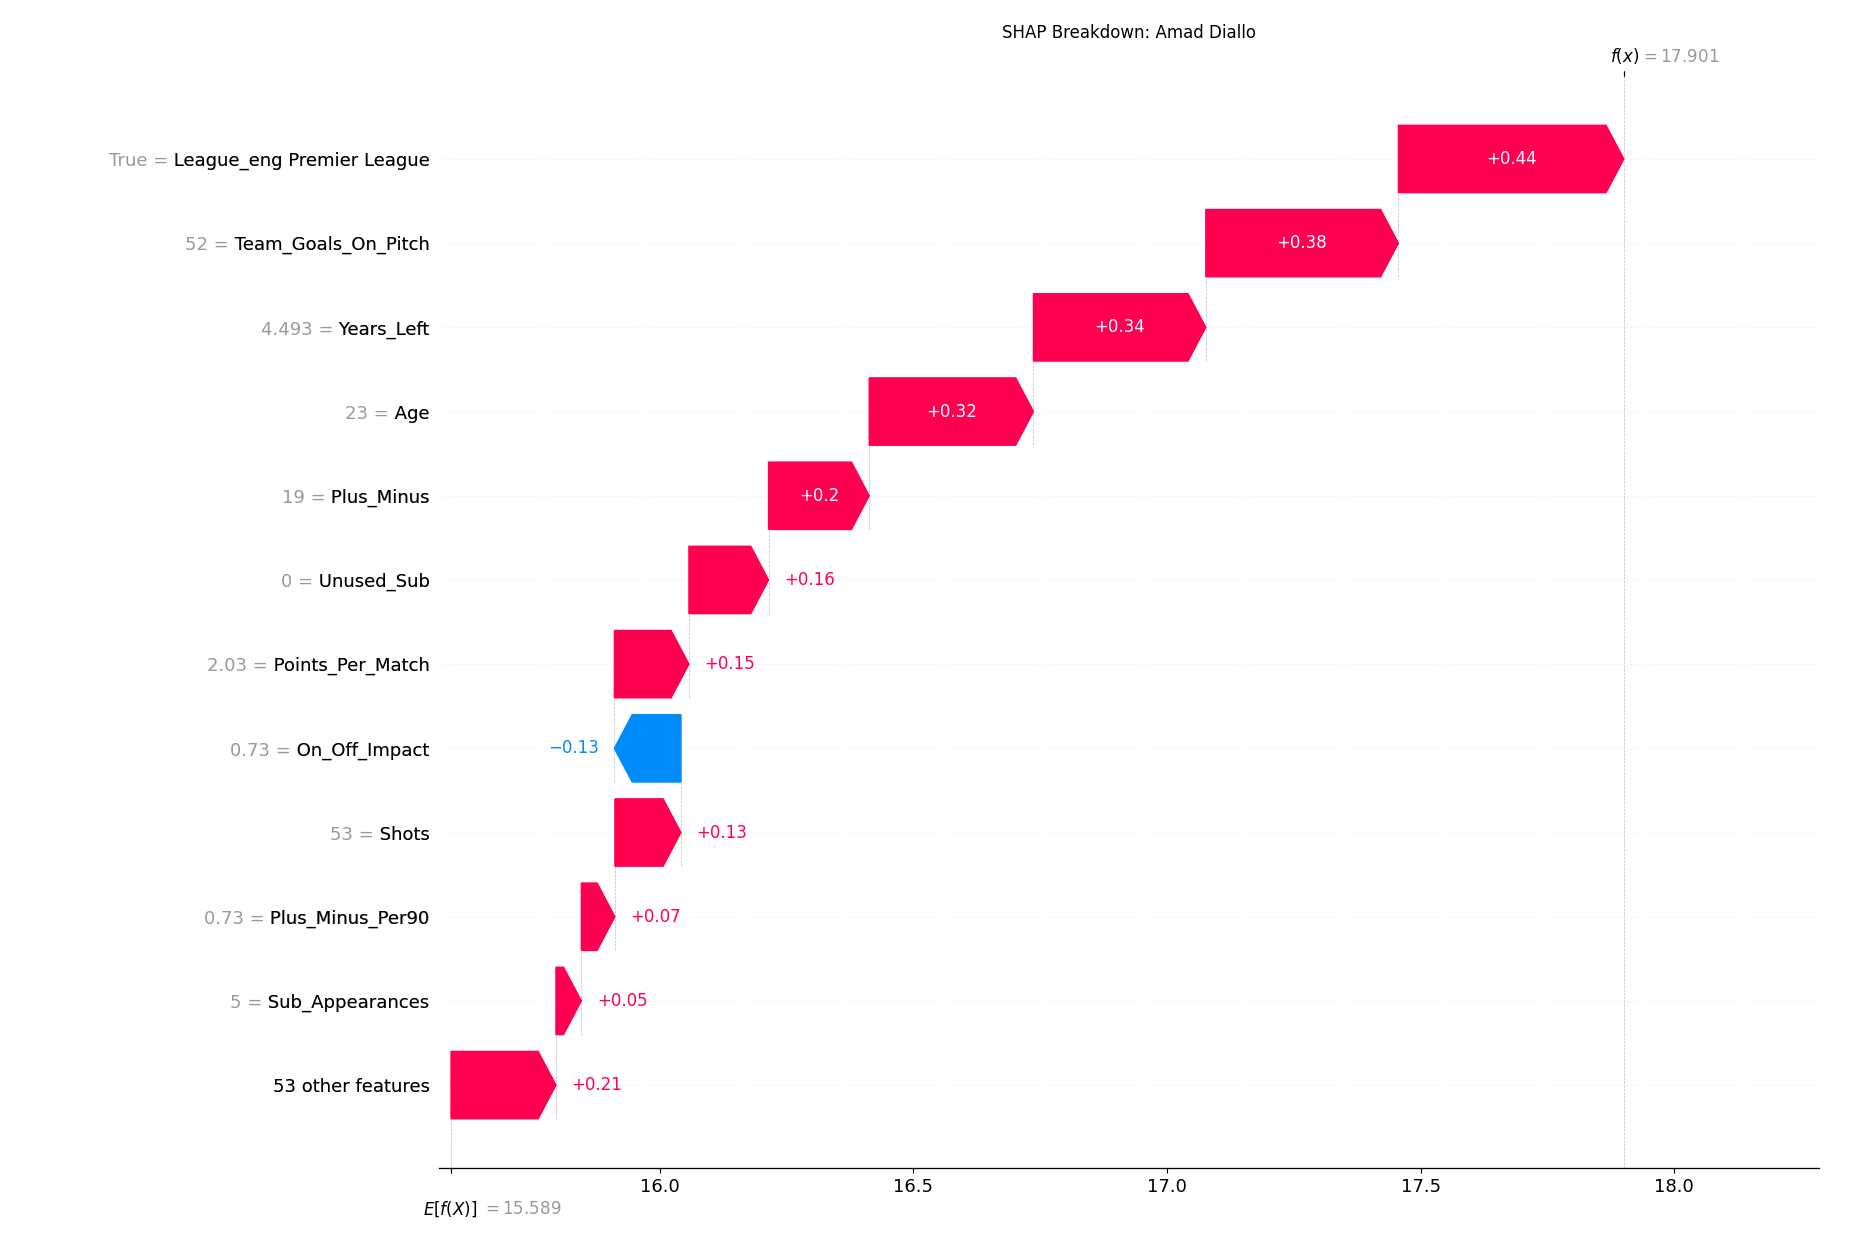 SHAP Breakdown: Amad Diallo
f(x) = 17.901
True = League_eng Premier League +0.44
52 = Team_Goals_On_Pitch +0.38
4.493 = Years_Left +0.34
23 = Age +0.32
19 = Plus_Minus +0.2
0 = Unused_Sub +0.16
2.03 = Points_Per_Match +0.15
0.73 = On_Off_Impact −0.13
53 = Shots +0.13
0.73 = Plus_Minus_Per90 +0.07
5 = Sub_Appearances +0.05
53 other features +0.21
16.0 16.5 17.0 17.5 18.0
E[f(X)] = 15.589